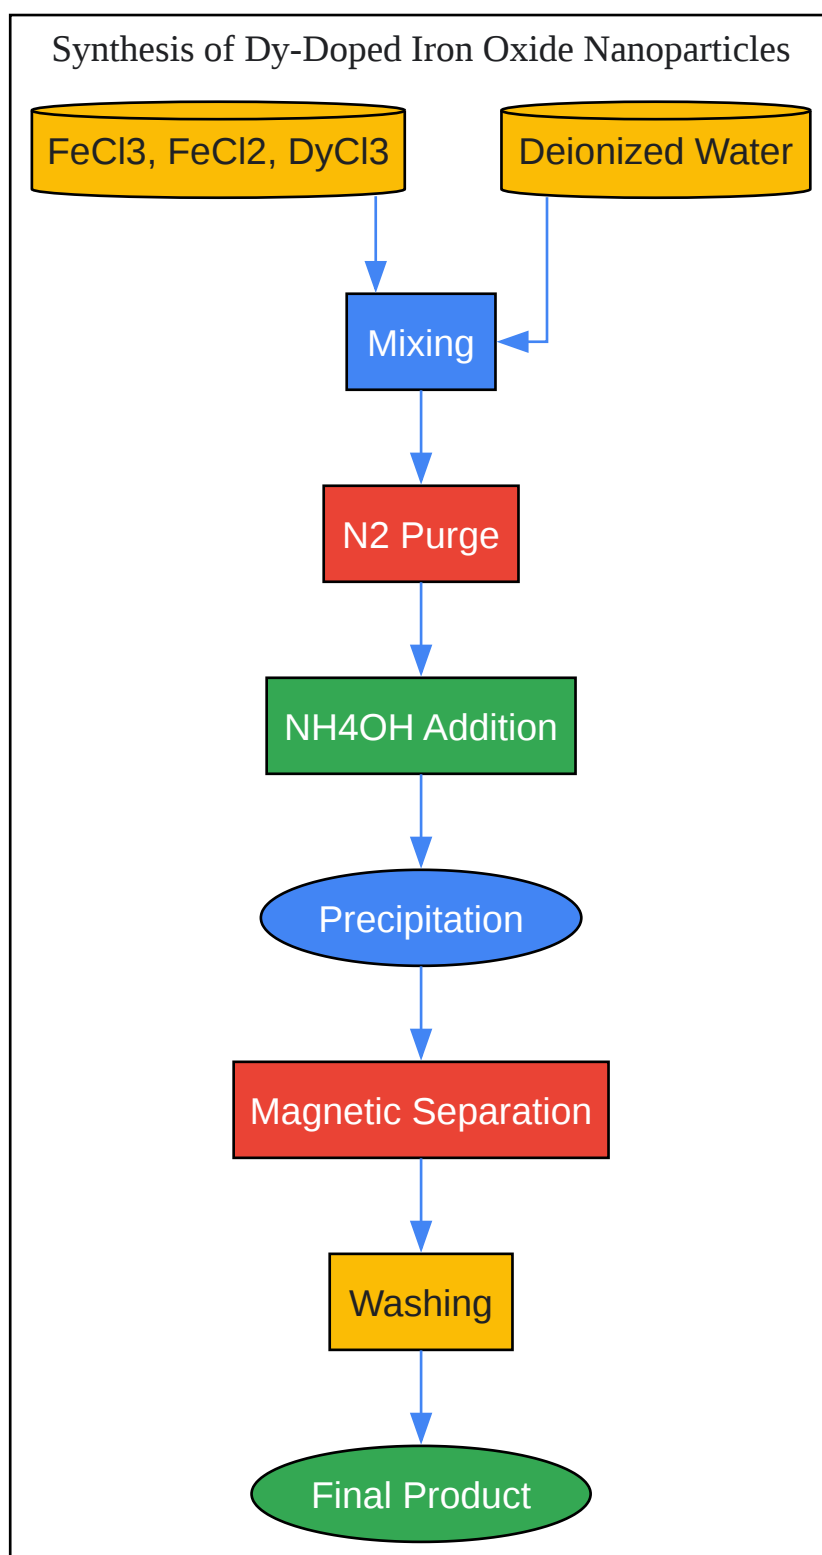 Synthesis of Dy-Doped Iron Oxide Nanoparticles
FeCl3, FeCl2, DyCl3
Deionized Water
Mixing
N2 Purge
NH4OH Addition
Precipitation
Magnetic Separation
Washing
Final Product